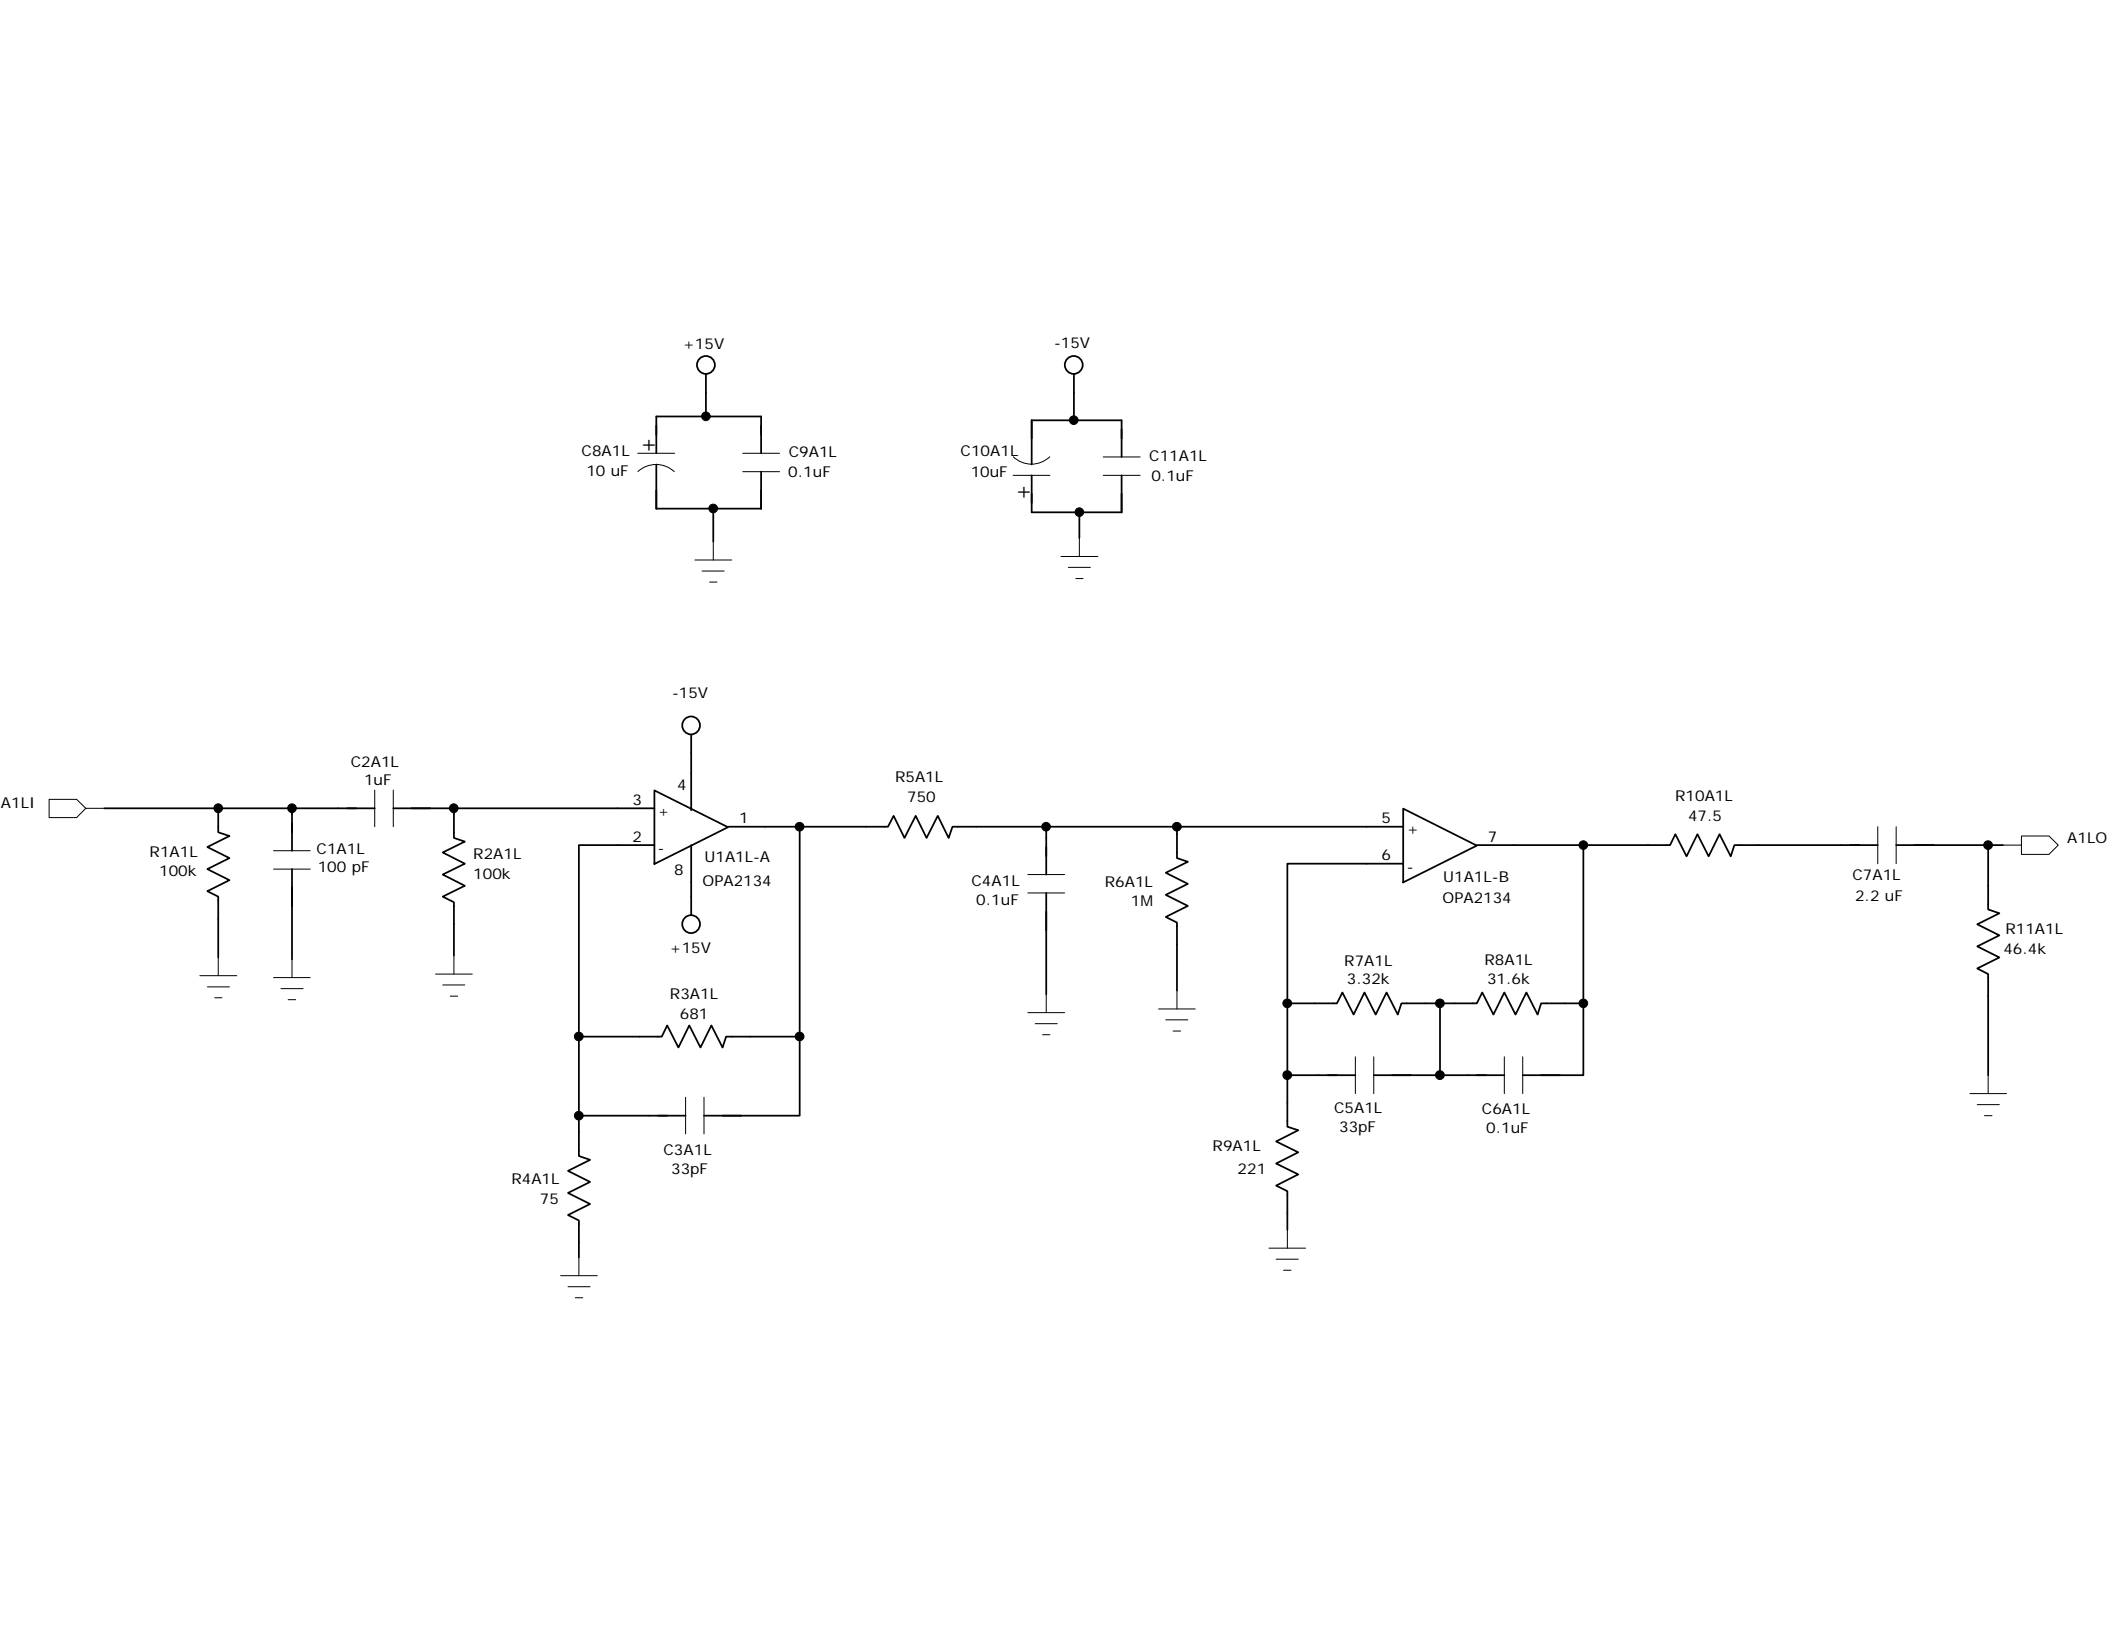 +15V
-15V
C8A1L
10 uF
+
C9A1L
0.1uF
C10A1L
10uF
+
C11A1L
0.1uF
-15V
4
A1LI
R1A1L
100k
C1A1L
100 pF
C2A1L
1uF
R2A1L
100k
3
+
2
-
1
8
U1A1L-A
OPA2134
+15V
R3A1L
681
C3A1L
33pF
R4A1L
75
R5A1L
750
C4A1L
0.1uF
R6A1L
1M
5
+
6
-
7
U1A1L-B
OPA2134
R7A1L
3.32k
R8A1L
31.6k
C5A1L
33pF
C6A1L
0.1uF
R9A1L
221
R10A1L
47.5
C7A1L
2.2 uF
A1LO
R11A1L
46.4k